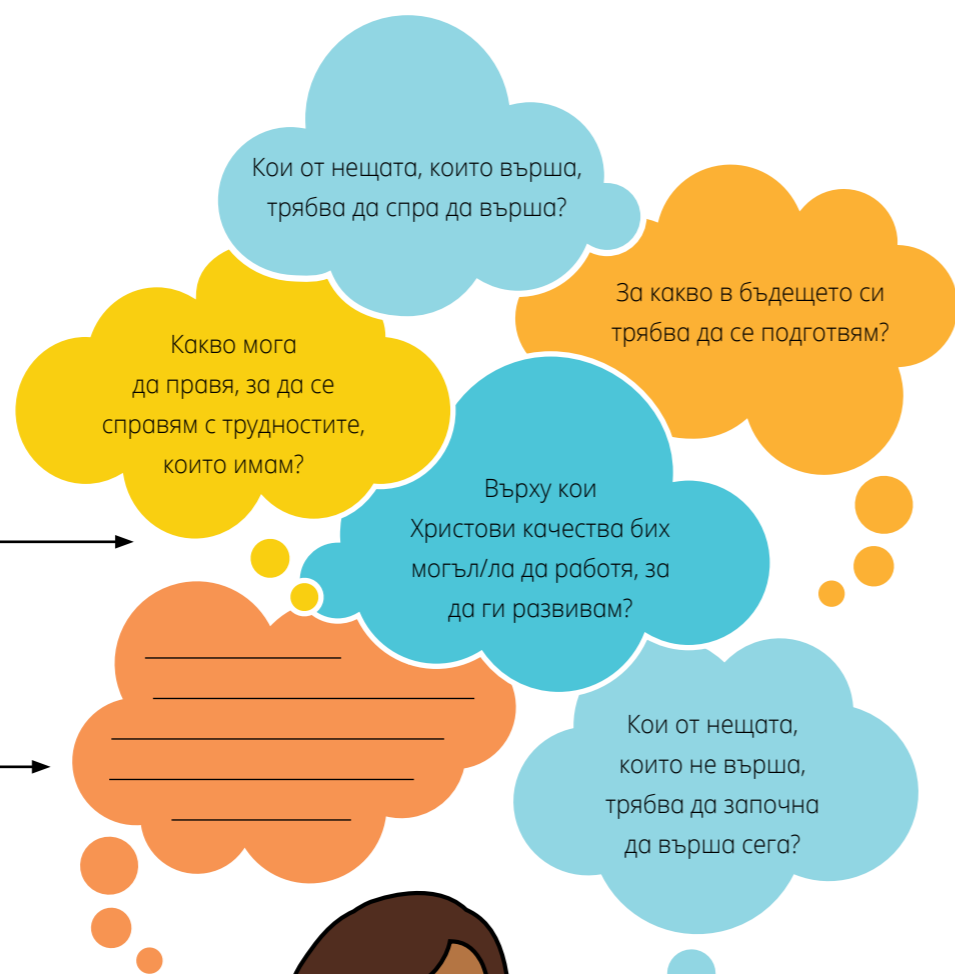 Кои от нещата, които върша,
трябва да спра да върша?
За какво в бъдещето си
трябва да се подготвям?
Какво мога
да правя, за да се
справям с трудностите,
които имам?
Върху кои
Христови качества бих
могъл/ла да работя, за
да ги развивам?
Кои от нещата,
които не върша,
трябва да започна
да върша сега?